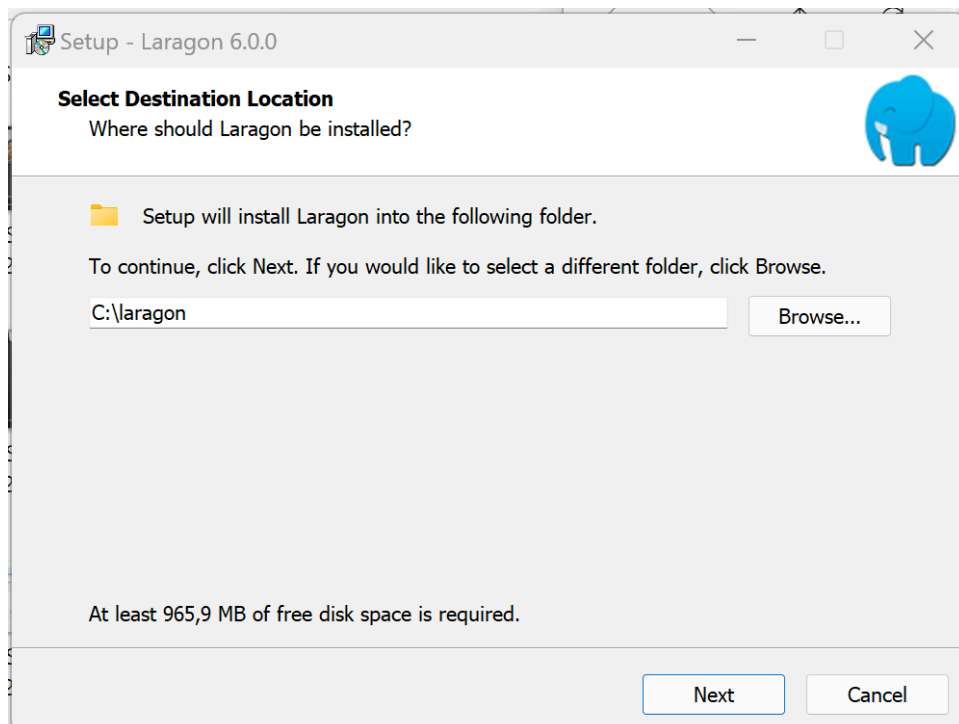 Setup - Laragon 6.0.0
Select Destination Location
Where should Laragon be installed?
Setup will install Laragon into the following folder.
To continue, click Next. If you would like to select a different folder, click Browse.
C:\laragon
Browse...
At least 965,9 MB of free disk space is required.
Next
Cancel